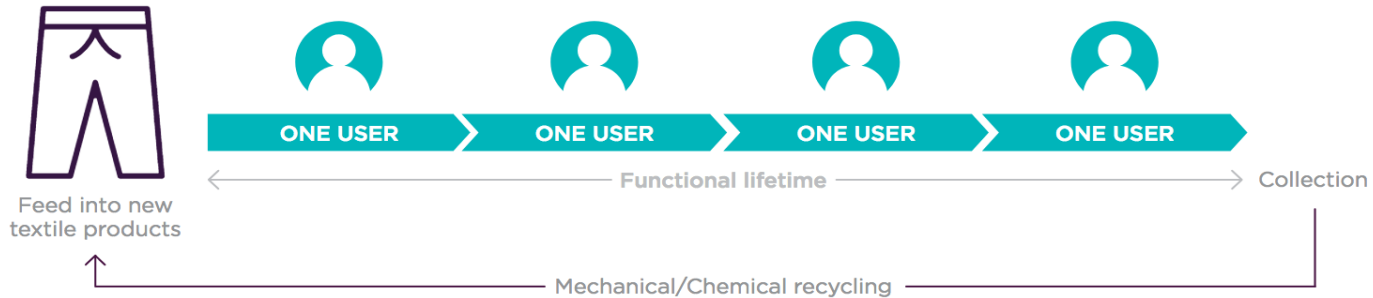 ONE USER
ONE USER
ONE USER
ONE USER
Functional lifetime
Collection
Feed into new
textile products
Mechanical/Chemical recycling